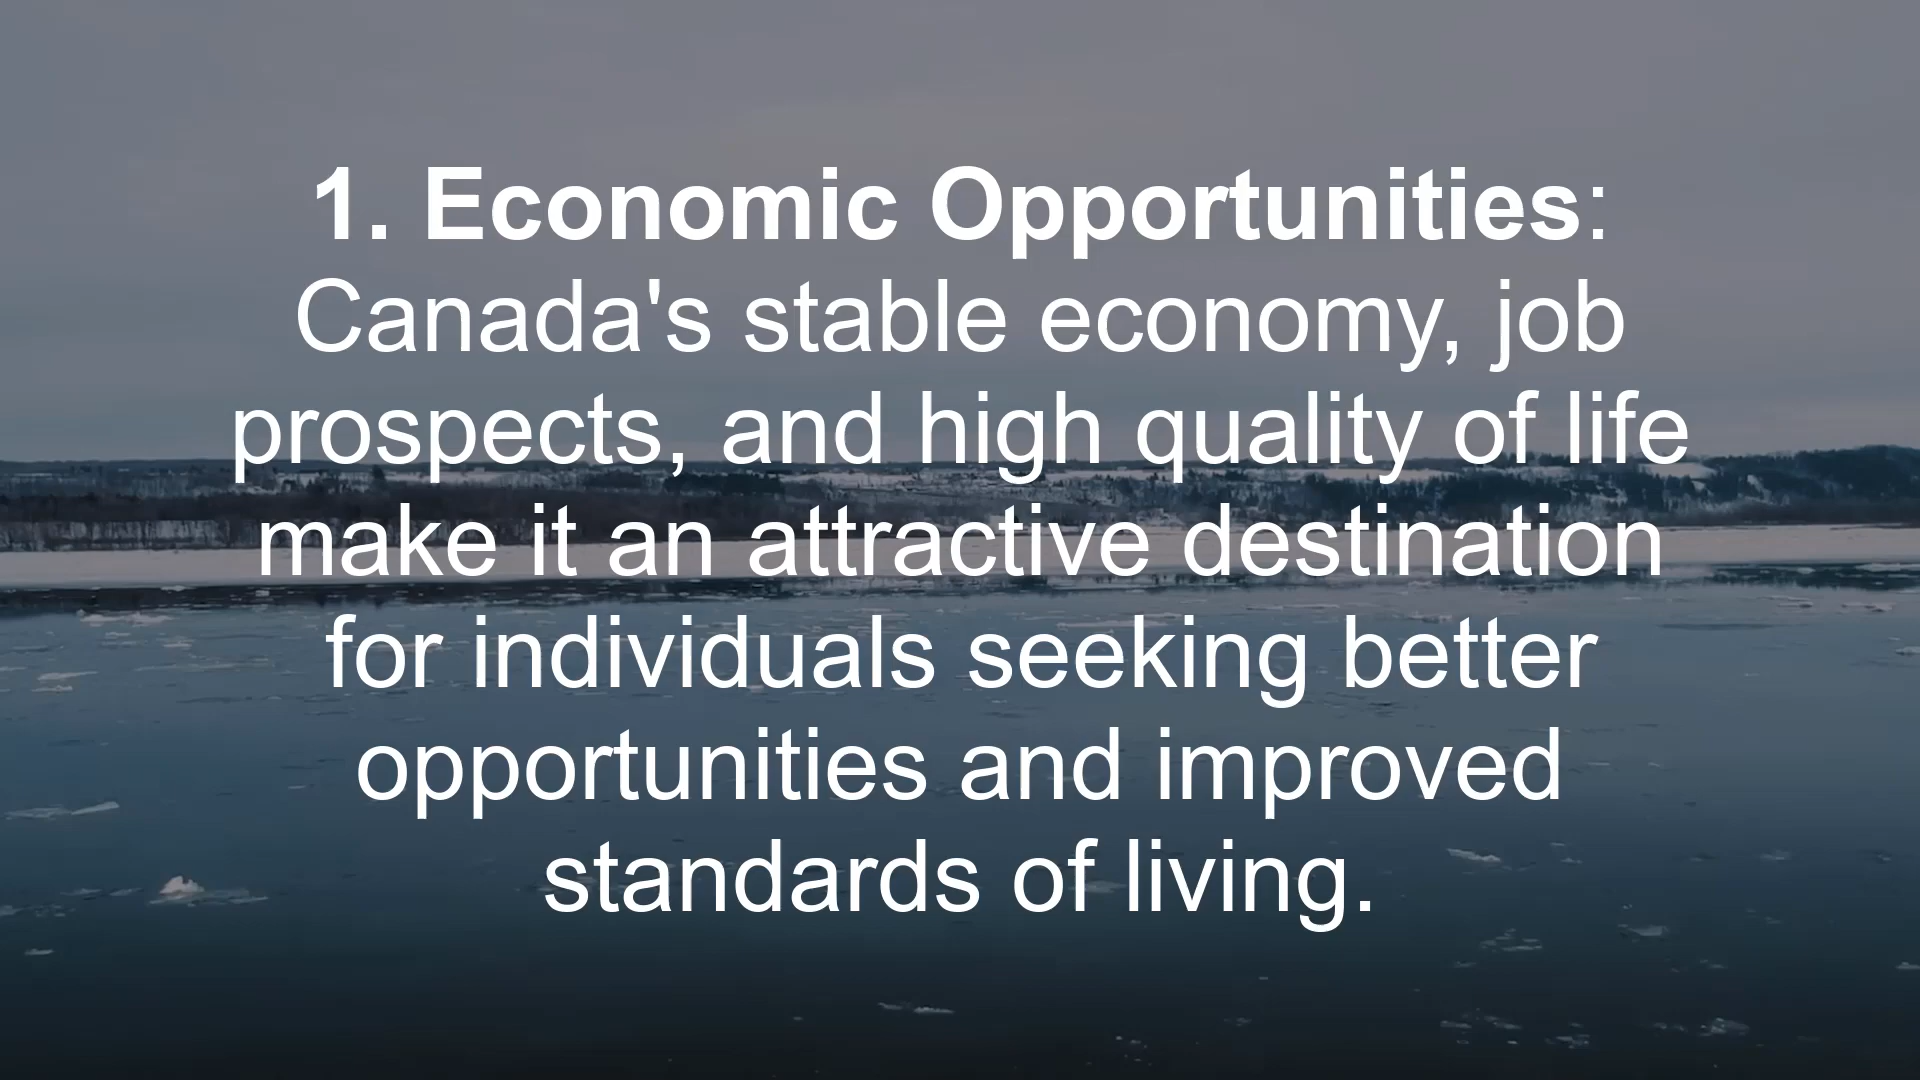 1. Economic Opportunities:
Canada's stable economy, job
prospects, and high quality of life
make it an attractive destination
for individuals seeking better
opportunities and improved
standards of living.